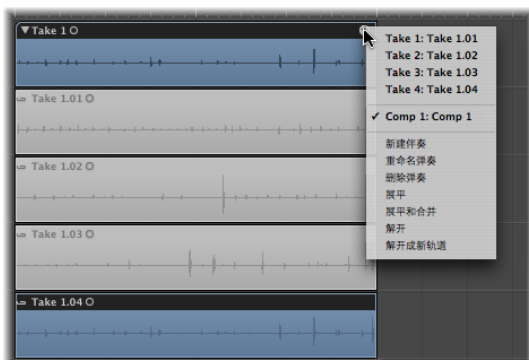 Take 1
Take 1.01
Take 1.02
Take 1.03
Take 1.04
Take 1: Take 1.01
Take 2: Take 1.02
Take 3: Take 1.03
Take 4: Take 1.04
✓ Comp 1: Comp 1
新建伴奏
重命名弹奏
删除弹奏
展平
展平和合并
解开
解开成新轨道